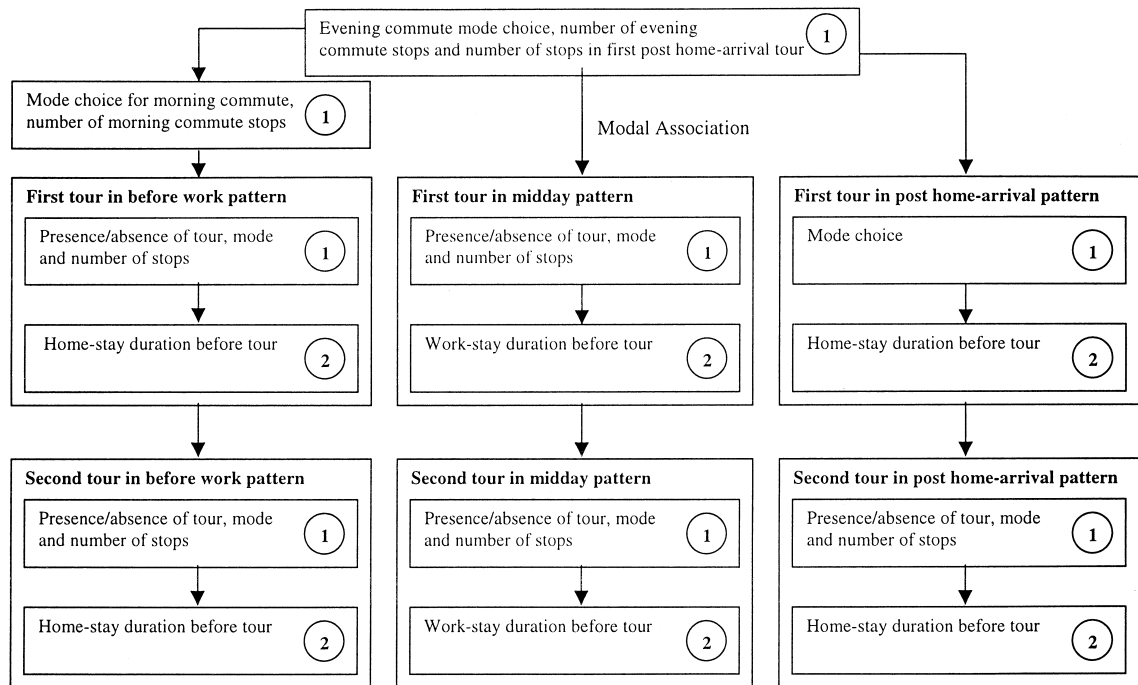 Evening commute mode choice, number of evening
commute stops and number of stops in first post home-arrival tour
1
Mode choice for morning commute,
number of morning commute stops
1
Modal Association
First tour in before work pattern
Presence/absence of tour, mode
and number of stops
1
Home-stay duration before tour
2
First tour in midday pattern
Presence/absence of tour, mode
and number of stops
1
Work-stay duration before tour
2
First tour in post home-arrival pattern
Mode choice
1
Home-stay duration before tour
2
Second tour in before work pattern
Presence/absence of tour, mode
and number of stops
1
Home-stay duration before tour
2
Second tour in midday pattern
Presence/absence of tour, mode
and number of stops
1
Work-stay duration before tour
2
Second tour in post home-arrival pattern
Presence/absence of tour, mode
and number of stops
1
Home-stay duration before tour
2